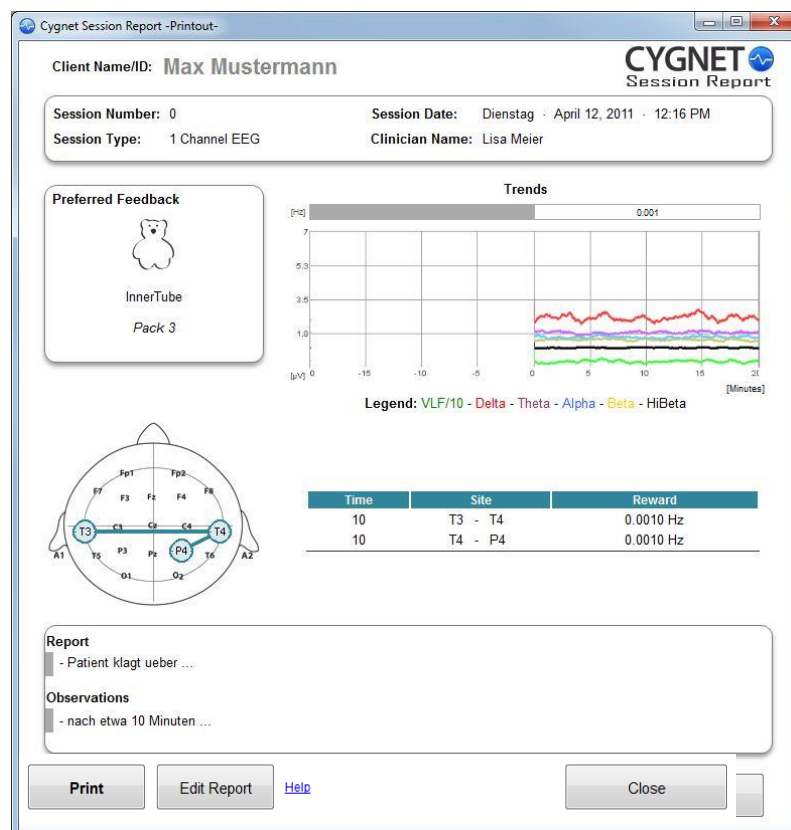 Cygnet Session Report -Printout-
Client Name/ID: Max Mustermann
CYGNET
Session Report
Session Number: 0 Session Date: Dienstag · April 12, 2011 · 12:16 PM
Session Type: 1 Channel EEG Clinician Name: Lisa Meier
Preferred Feedback
InnerTube
Pack 3
Trends
[Hz] 0.001
7
5.3
3.5
1.8
[µV] 0 -15 -10 -5 0 5 10 15 20
[Minutes]
Legend: VLF/10 - Delta - Theta - Alpha - Beta - HiBeta
Fp1 Fp2
F7 F3 Fz F4 F8
T3 C3 Cz C4 T4
A1 T5 P3 Pz P4 T6 A2
O1 O2
Time Site Reward
10 T3 - T4 0.0010 Hz
10 T4 - P4 0.0010 Hz
Report
- Patient klagt ueber ...
Observations
- nach etwa 10 Minuten ...
Print Edit Report Help Close